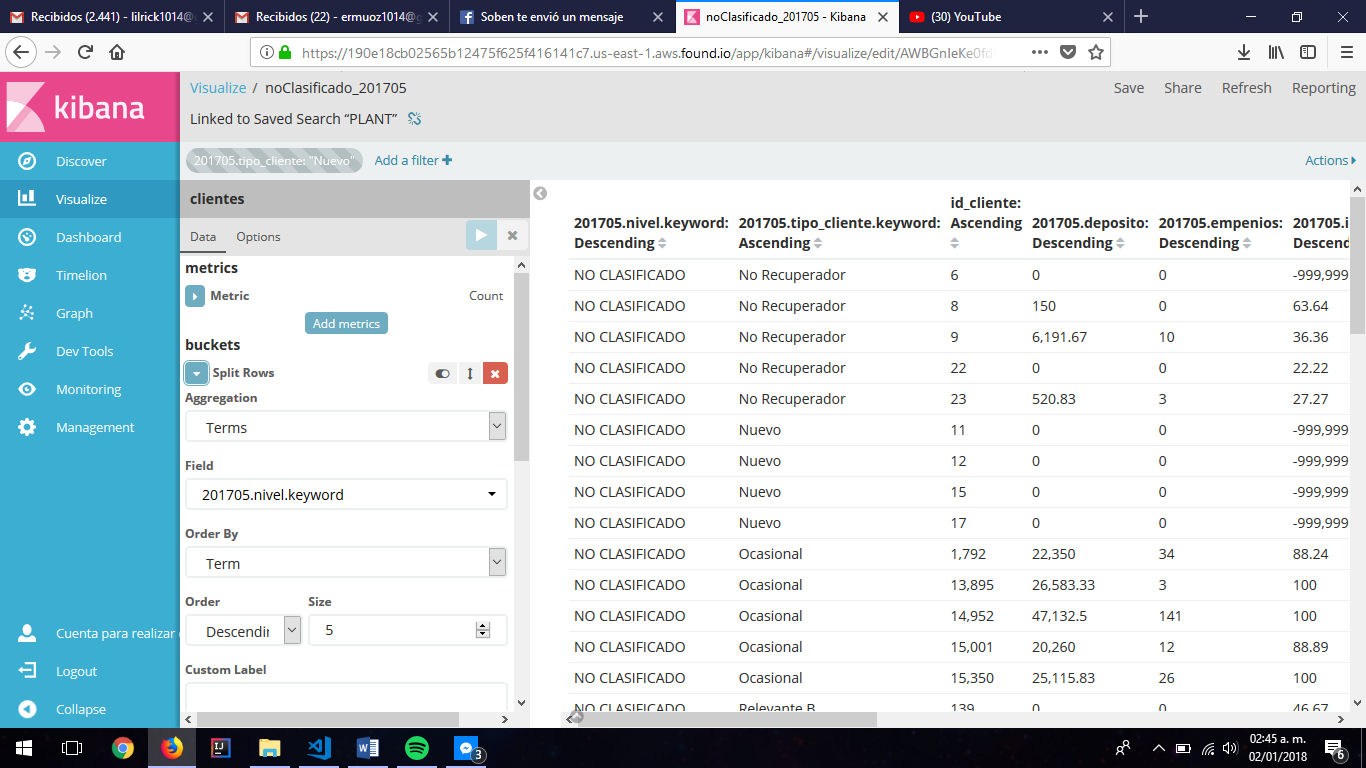 Recibidos (2.441) - lilrick1014@
Recibidos (22) - ermuoz1014@g
Soben te envió un mensaje
noClasificado_201705 - Kibana
(30) YouTube
https://190e18cb02565b12475f625f416141c7.us-east-1.aws.found.io/app/kibana#/visualize/edit/AWBGnIeKe0fd
kibana
Discover
Visualize
Dashboard
Timelion
Graph
Dev Tools
Monitoring
Management
Cuenta para realizar
Logout
Collapse
Visualize / noClasificado_201705
Save Share Refresh Reporting
Linked to Saved Search “PLANT”
201705.tipo_cliente: "Nuevo"
Add a filter +
Actions
clientes
Data Options
metrics
Metric Count
Add metrics
buckets
Split Rows
Aggregation
Terms
Field
201705.nivel.keyword
Order By
Term
Order Size
Descendin 5
Custom Label
201705.nivel.keyword: Descending 201705.tipo_cliente.keyword: Ascending id_cliente: Ascending 201705.deposito: Descending 201705.empenios: Descending 201705.i Descend
NO CLASIFICADO No Recuperador 6 0 0 -999,999
NO CLASIFICADO No Recuperador 8 150 0 63.64
NO CLASIFICADO No Recuperador 9 6,191.67 10 36.36
NO CLASIFICADO No Recuperador 22 0 0 22.22
NO CLASIFICADO No Recuperador 23 520.83 3 27.27
NO CLASIFICADO Nuevo 11 0 0 -999,999
NO CLASIFICADO Nuevo 12 0 0 -999,999
NO CLASIFICADO Nuevo 15 0 0 -999,999
NO CLASIFICADO Nuevo 17 0 0 -999,999
NO CLASIFICADO Ocasional 1,792 22,350 34 88.24
NO CLASIFICADO Ocasional 13,895 26,583.33 3 100
NO CLASIFICADO Ocasional 14,952 47,132.5 141 100
NO CLASIFICADO Ocasional 15,001 20,260 12 88.89
NO CLASIFICADO Ocasional 15,350 25,115.83 26 100
NO CLASIFICADO Relevante B 139 0 0 46.67
3
02:45 a. m.
02/01/2018
6